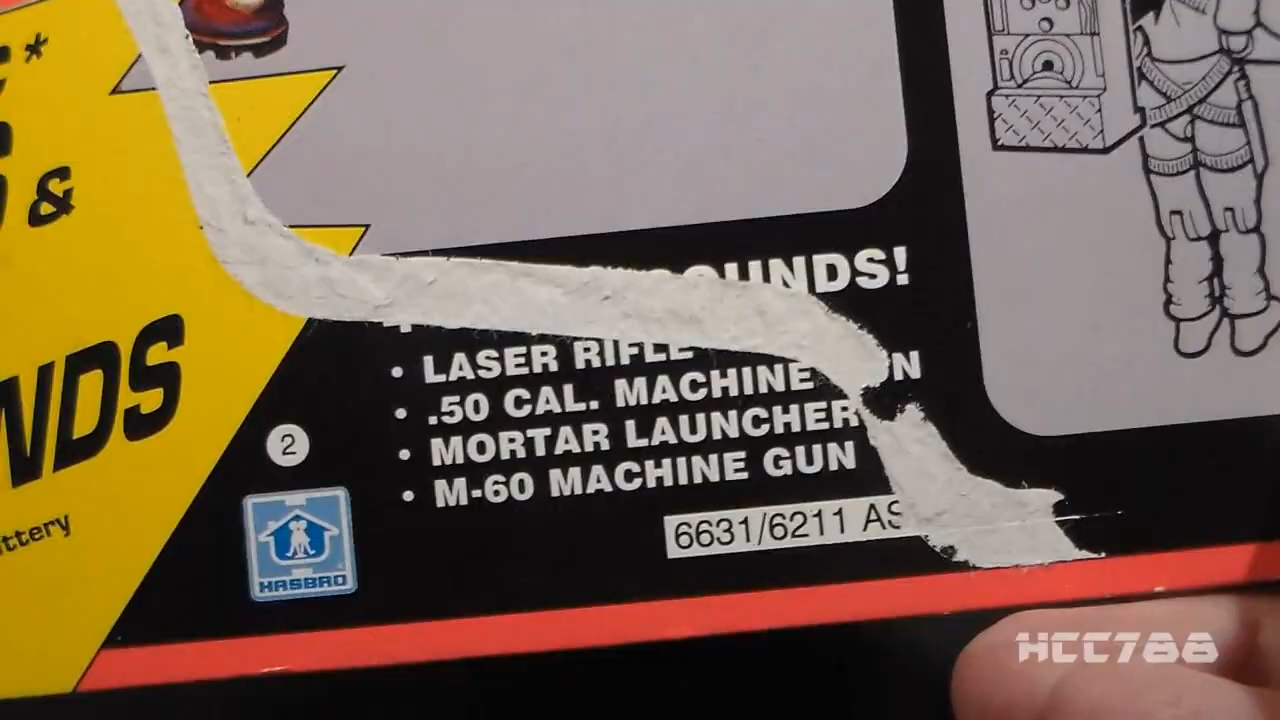 &
OUNDS!
• LASER RIFLE
• .50 CAL. MACHINE N
• MORTAR LAUNCHER
• M-60 MACHINE GUN
NDS
2
6631/6211 AS
ttery
HASBRO
HCC788